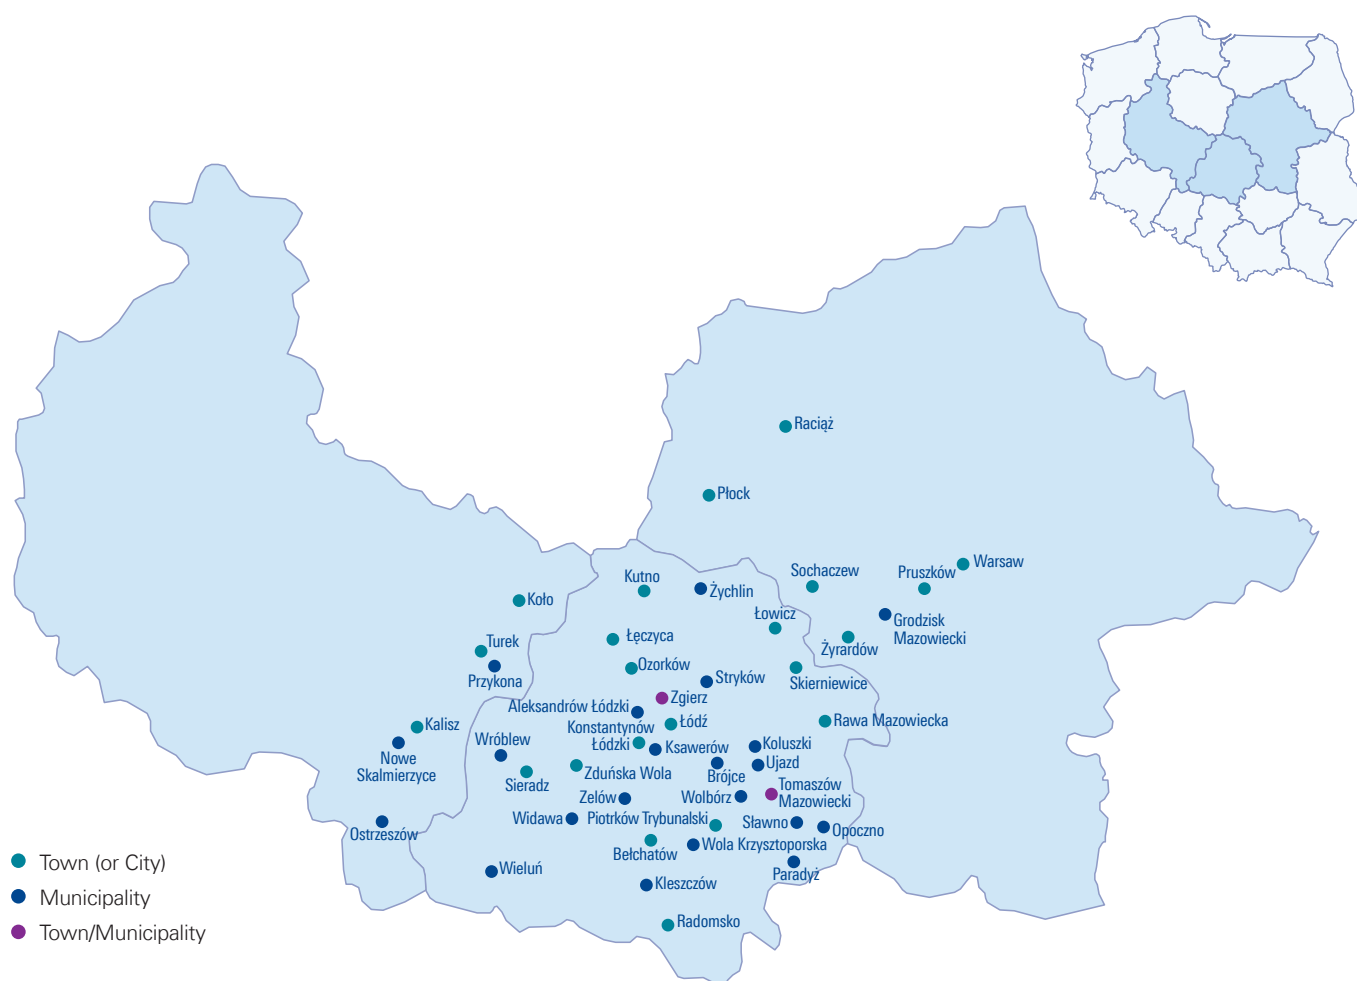 Raciąż
Płock
Warsaw
Sochaczew
Pruszków
Kutno
Żychlin
Koło
Łowicz
Grodzisk
Mazowiecki
Łęczyca
Turek
Żyrardów
Ozorków
Przykona
Stryków
Skierniewice
Zgierz
Aleksandrów Łódzki
Łódź
Rawa Mazowiecka
Kalisz
Konstantynów
Łódzki
Wróblew
Ksawerów
Koluszki
Nowe
Skalmierzyce
Ujazd
Brójce
Zduńska Wola
Sieradz
Tomaszów
Mazowiecki
Zelów
Wolbórz
Widawa
Piotrków Trybunalski
Sławno
Opoczno
Ostrzeszów
Wola Krzysztoporska
Bełchatów
Paradyż
Wieluń
Kleszczów
Radomsko
Town (or City)
Municipality
Town/Municipality